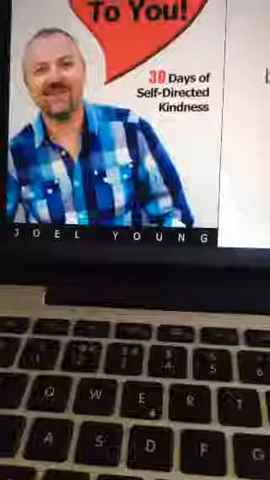 To You!
30 Days of
Self-Directed
Kindness
JOEL YOUNG
Q W E R T
A S D F G